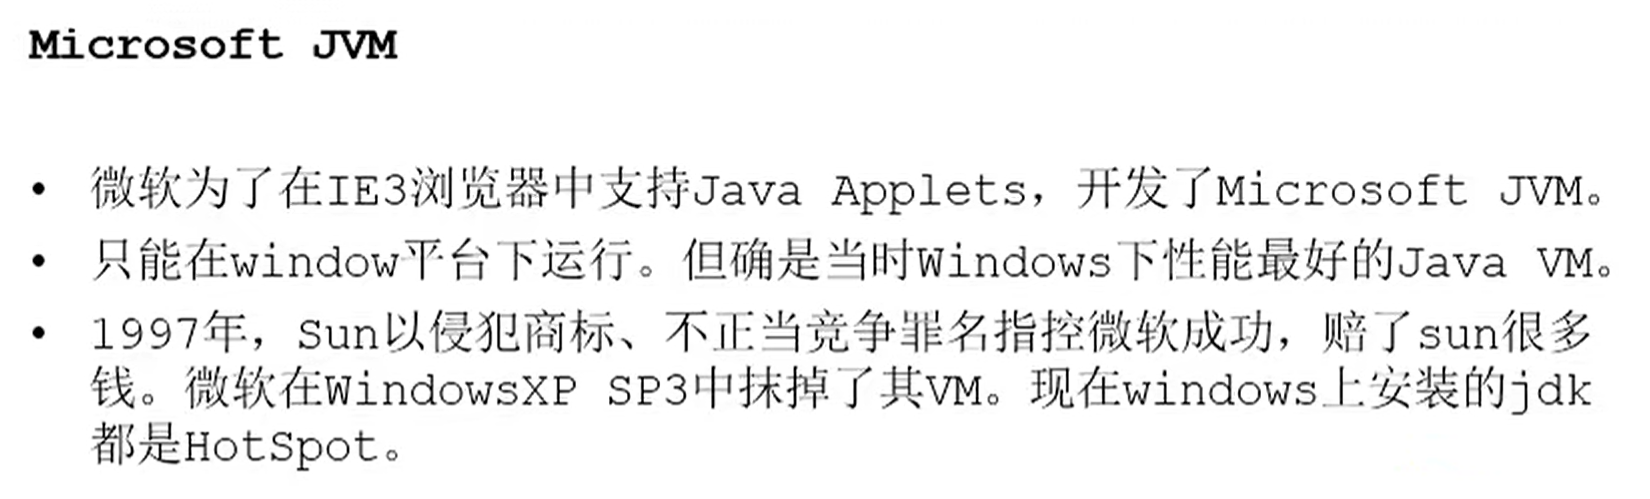 Microsoft JVM
• 微软为了在IE3浏览器中支持Java Applets，开发了Microsoft JVM。
• 只能在window平台下运行。但确是当时Windows下性能最好的Java VM。
• 1997年，Sun以侵犯商标、不正当竞争罪名指控微软成功，赔了sun很多
钱。微软在WindowsXP SP3中抹掉了其VM。现在windows上安装的jdk
都是HotSpot。